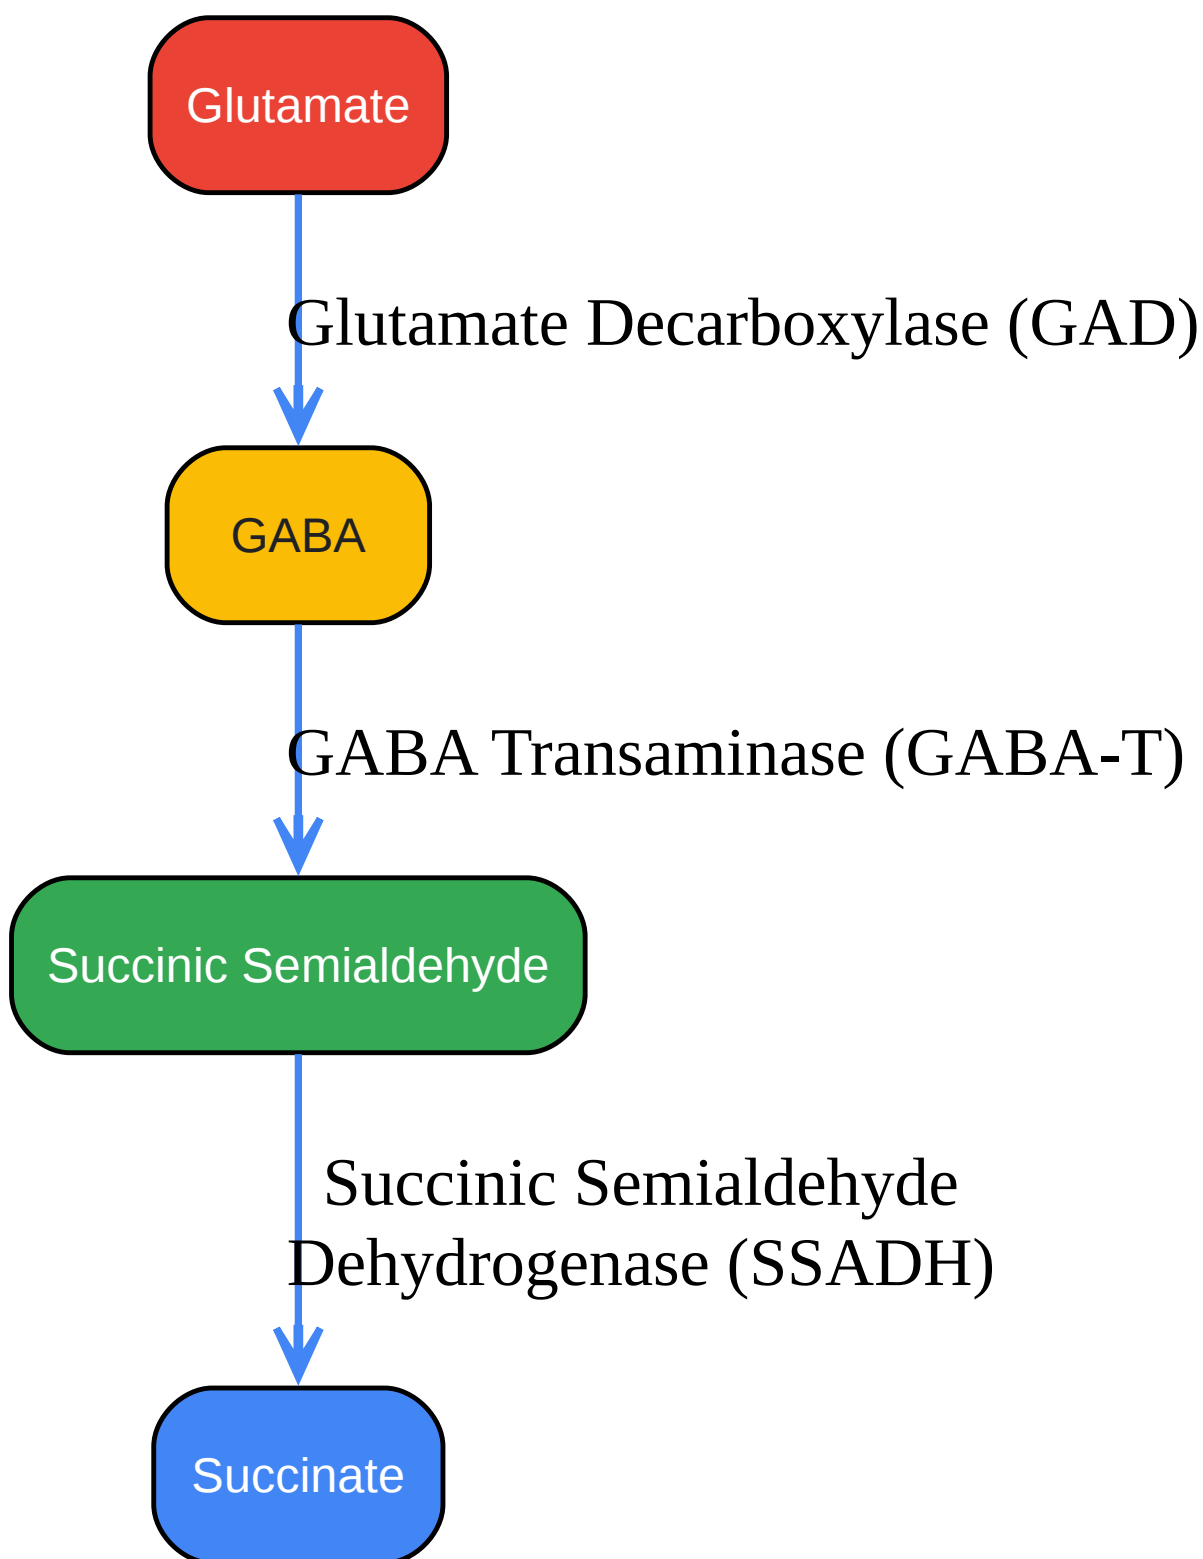 Glutamate
Glutamate Decarboxylase (GAD)
GABA
GABA Transaminase (GABA-T)
Succinic Semialdehyde
Succinic Semialdehyde
Dehydrogenase (SSADH)
Succinate